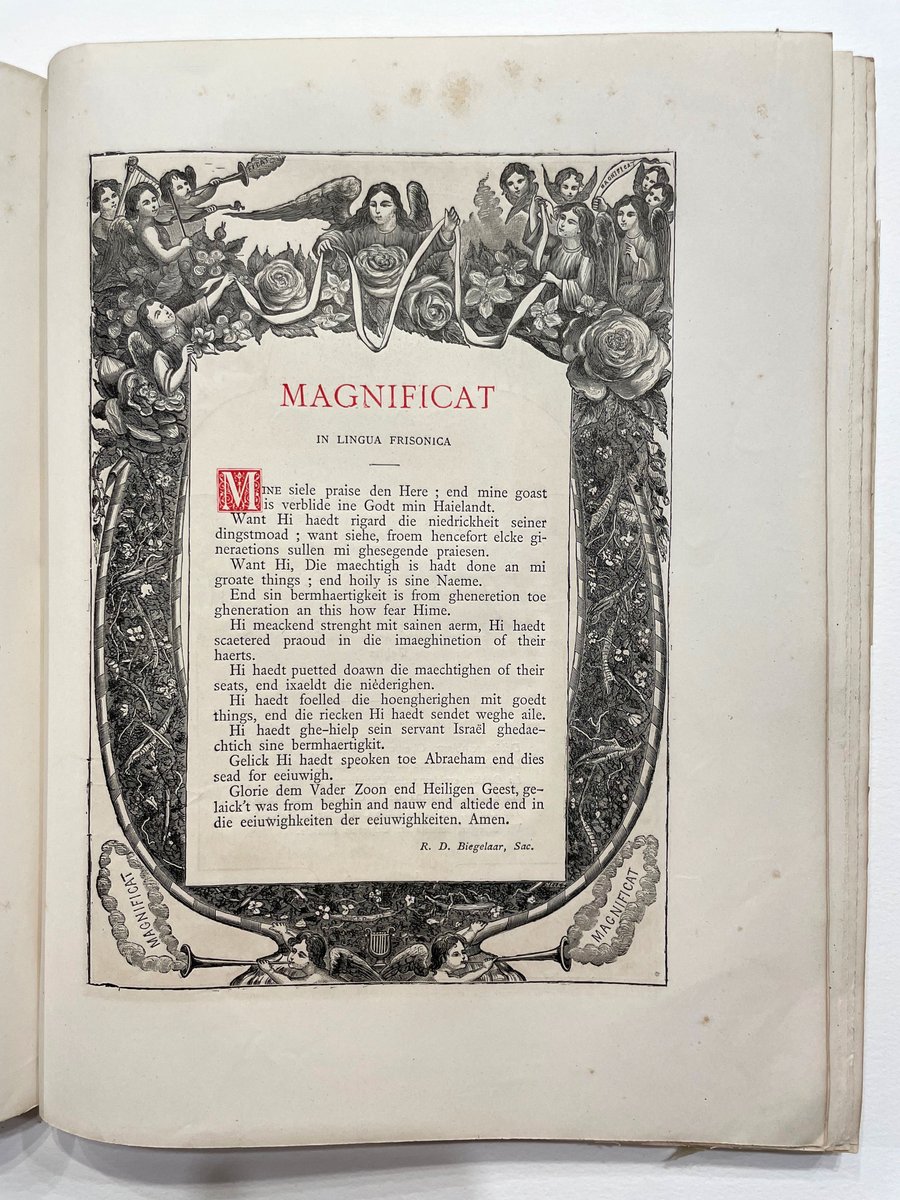 MAGNIFICAT
MAGNIFICAT
IN LINGUA FRISONICA
MINE siele praise den Here ; end mine goast
is verblide ine Godt min Haielandt.
Want Hi haedt rigard die niedrickheit seiner
dingstmoad ; want siehe, froem hencefort elcke gi-
neraetions sullen mi ghesegende praiesen.
Want Hi, Die maechtigh is hadt done an mi
groate things ; end hoily is sine Naeme.
End sin bermhaertigkeit is from gheneretion toe
gheneration an this how fear Hime.
Hi meackend strenght mit sainen aerm, Hi haedt
scaetered praoud in die imaeghinetion of their
haerts.
Hi haedt puetted doawn die maechtighen of their
seats, end ixaeldt die niėderighen.
Hi haedt foelled die hoengherighen mit goedt
things, end die riecken Hi haedt sendet weghe aile.
Hi haedt ghe-hielp sein servant Israël ghedae-
chtich sine bermhaertigkit.
Gelick Hi haedt speoken toe Abraeham end dies
sead for eeiuwigh.
Glorie dem Vader Zoon end Heiligen Geest, ge-
laick't was from beghin and nauw end altiede end in
die eeiuwighkeiten der eeiuwighkeiten. Amen.
R. D. Biegelaar, Sac.
MAGNIFICAT
MAGNIFICAT